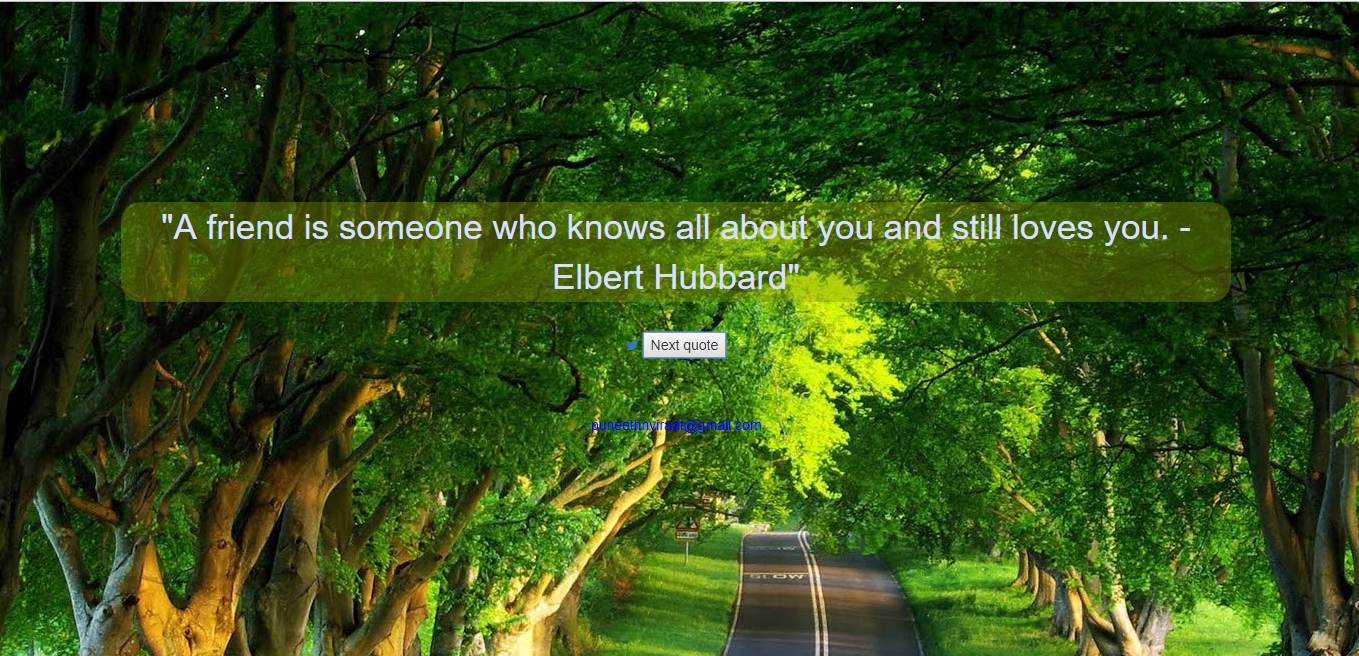 "A friend is someone who knows all about you and still loves you. -
Elbert Hubbard"
Next quote
puneethnviraat@gmail.com
SLOW